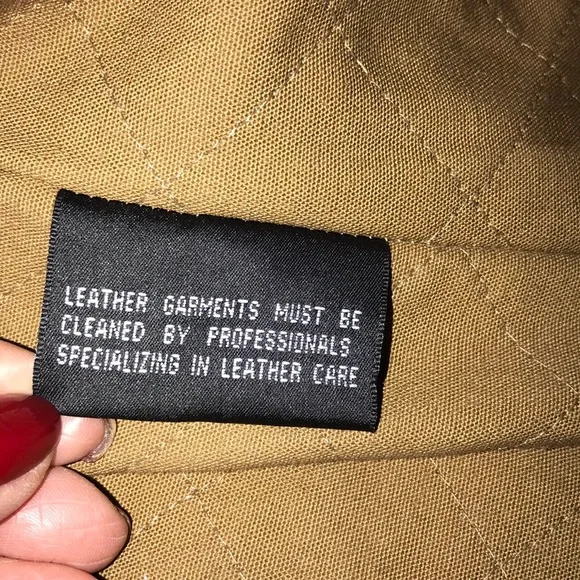 LEATHER GARMENTS MUST BE
CLEANED BY PROFESSIONALS
SPECIALIZING IN LEATHER CARE